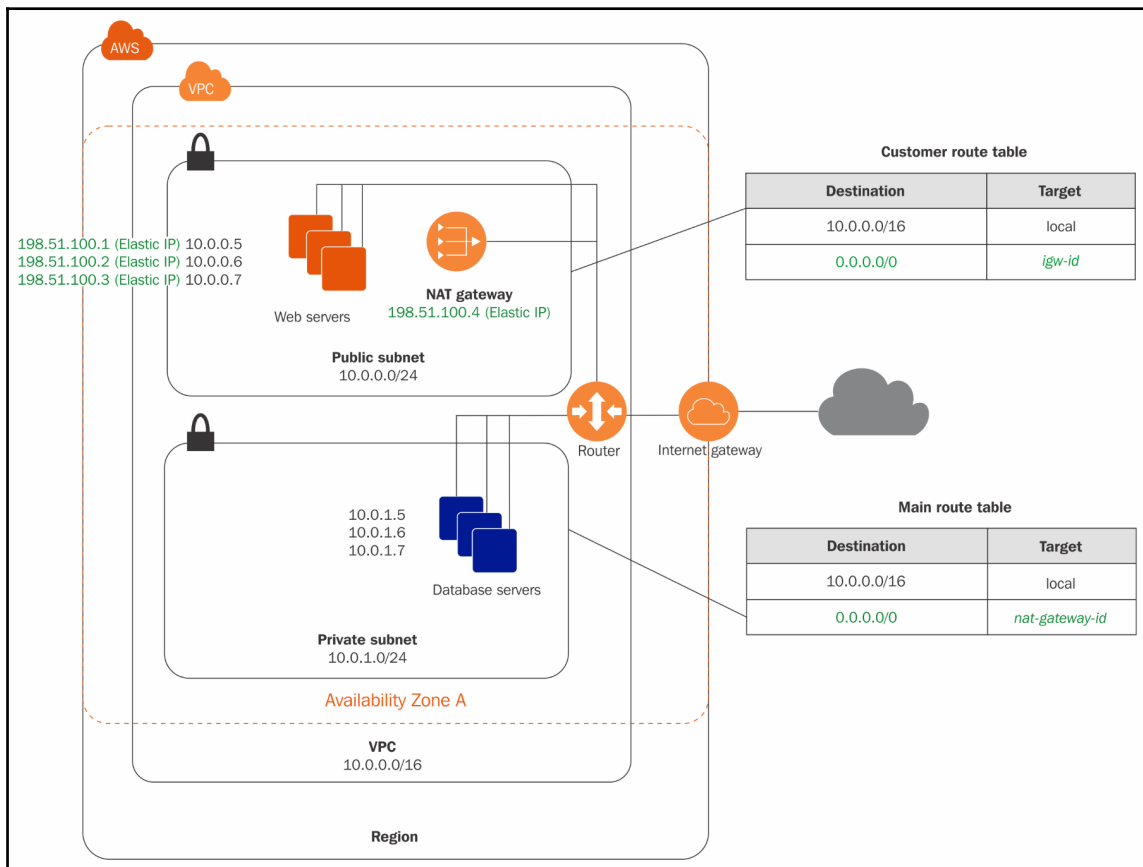 AWS
VPC
198.51.100.1 (Elastic IP) 10.0.0.5
198.51.100.2 (Elastic IP) 10.0.0.6
198.51.100.3 (Elastic IP) 10.0.0.7
Web servers
NAT gateway
198.51.100.4 (Elastic IP)
Public subnet
10.0.0.0/24
Customer route table
Destination Target
10.0.0.0/16 local
0.0.0.0/0 igw-id
Router
Internet gateway
10.0.1.5
10.0.1.6
10.0.1.7
Database servers
Private subnet
10.0.1.0/24
Main route table
Destination Target
10.0.0.0/16 local
0.0.0.0/0 nat-gateway-id
Availability Zone A
VPC
10.0.0.0/16
Region